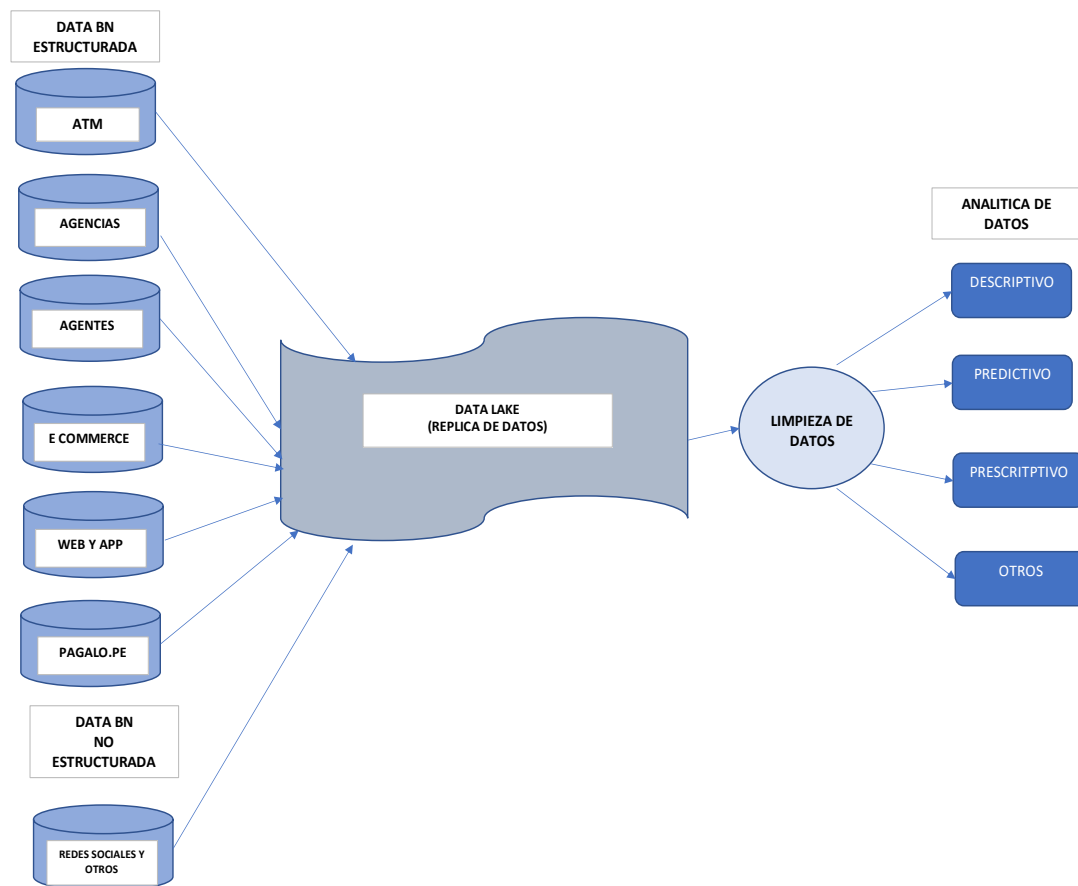 DATA BN
ESTRUCTURADA
ATM
AGENCIAS
AGENTES
E COMMERCE
WEB Y APP
PAGALO.PE
DATA BN
NO
ESTRUCTURADA
REDES SOCIALES Y
OTROS
DATA LAKE
(REPLICA DE DATOS)
LIMPIEZA DE
DATOS
ANALITICA DE
DATOS
DESCRIPTIVO
PREDICTIVO
PRESCRITPTIVO
OTROS